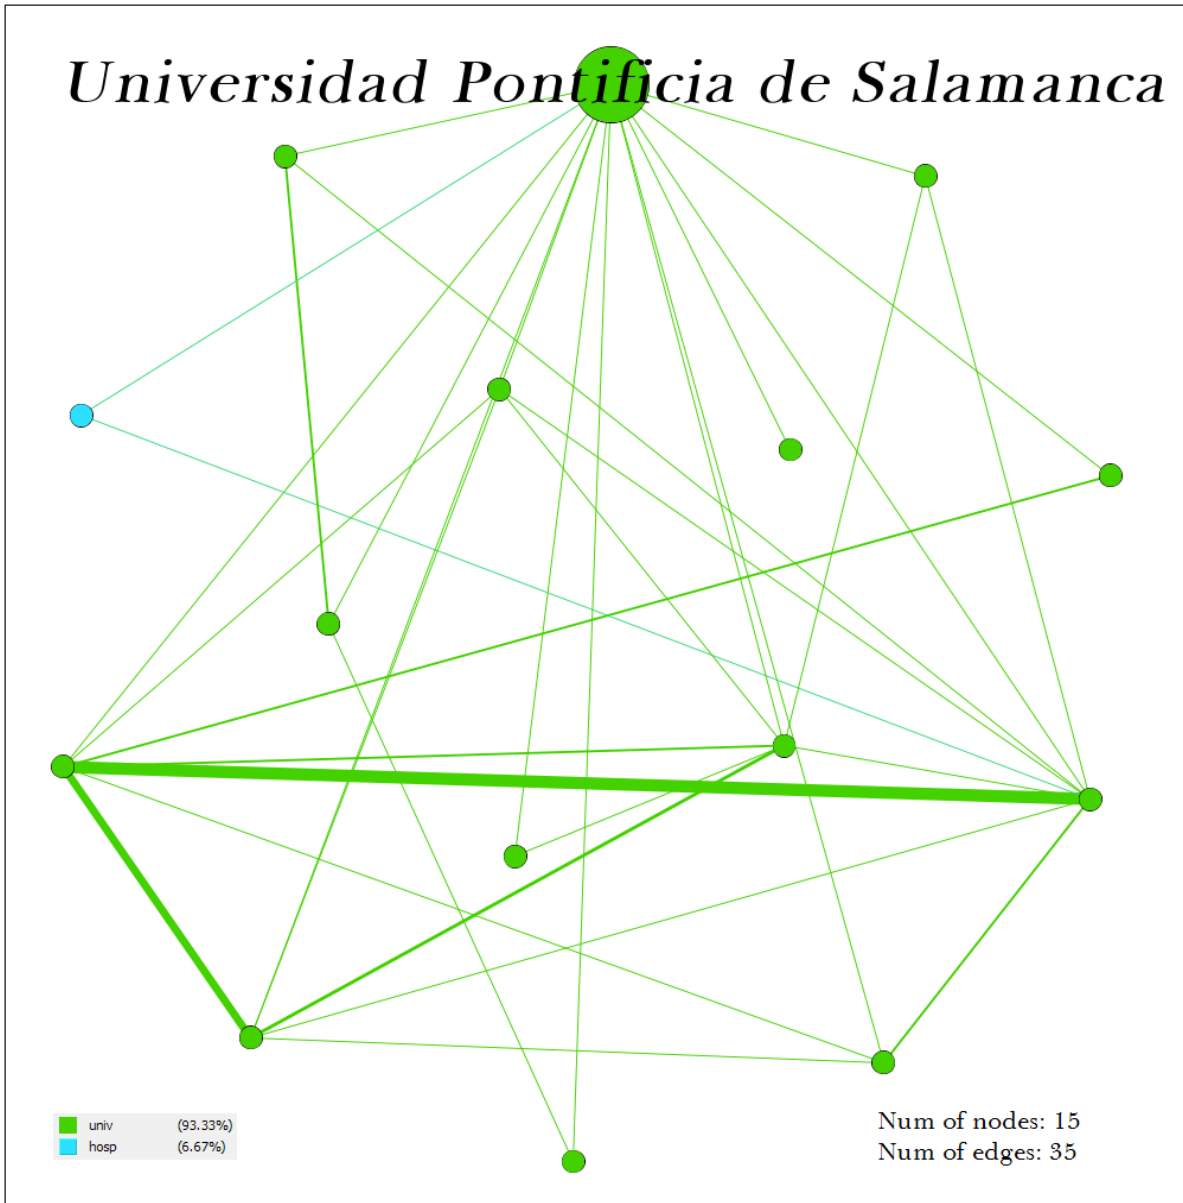 Universidad Pontificia de Salamanca
univ (93.33%)
hosp (6.67%)
Num of nodes: 15
Num of edges: 35